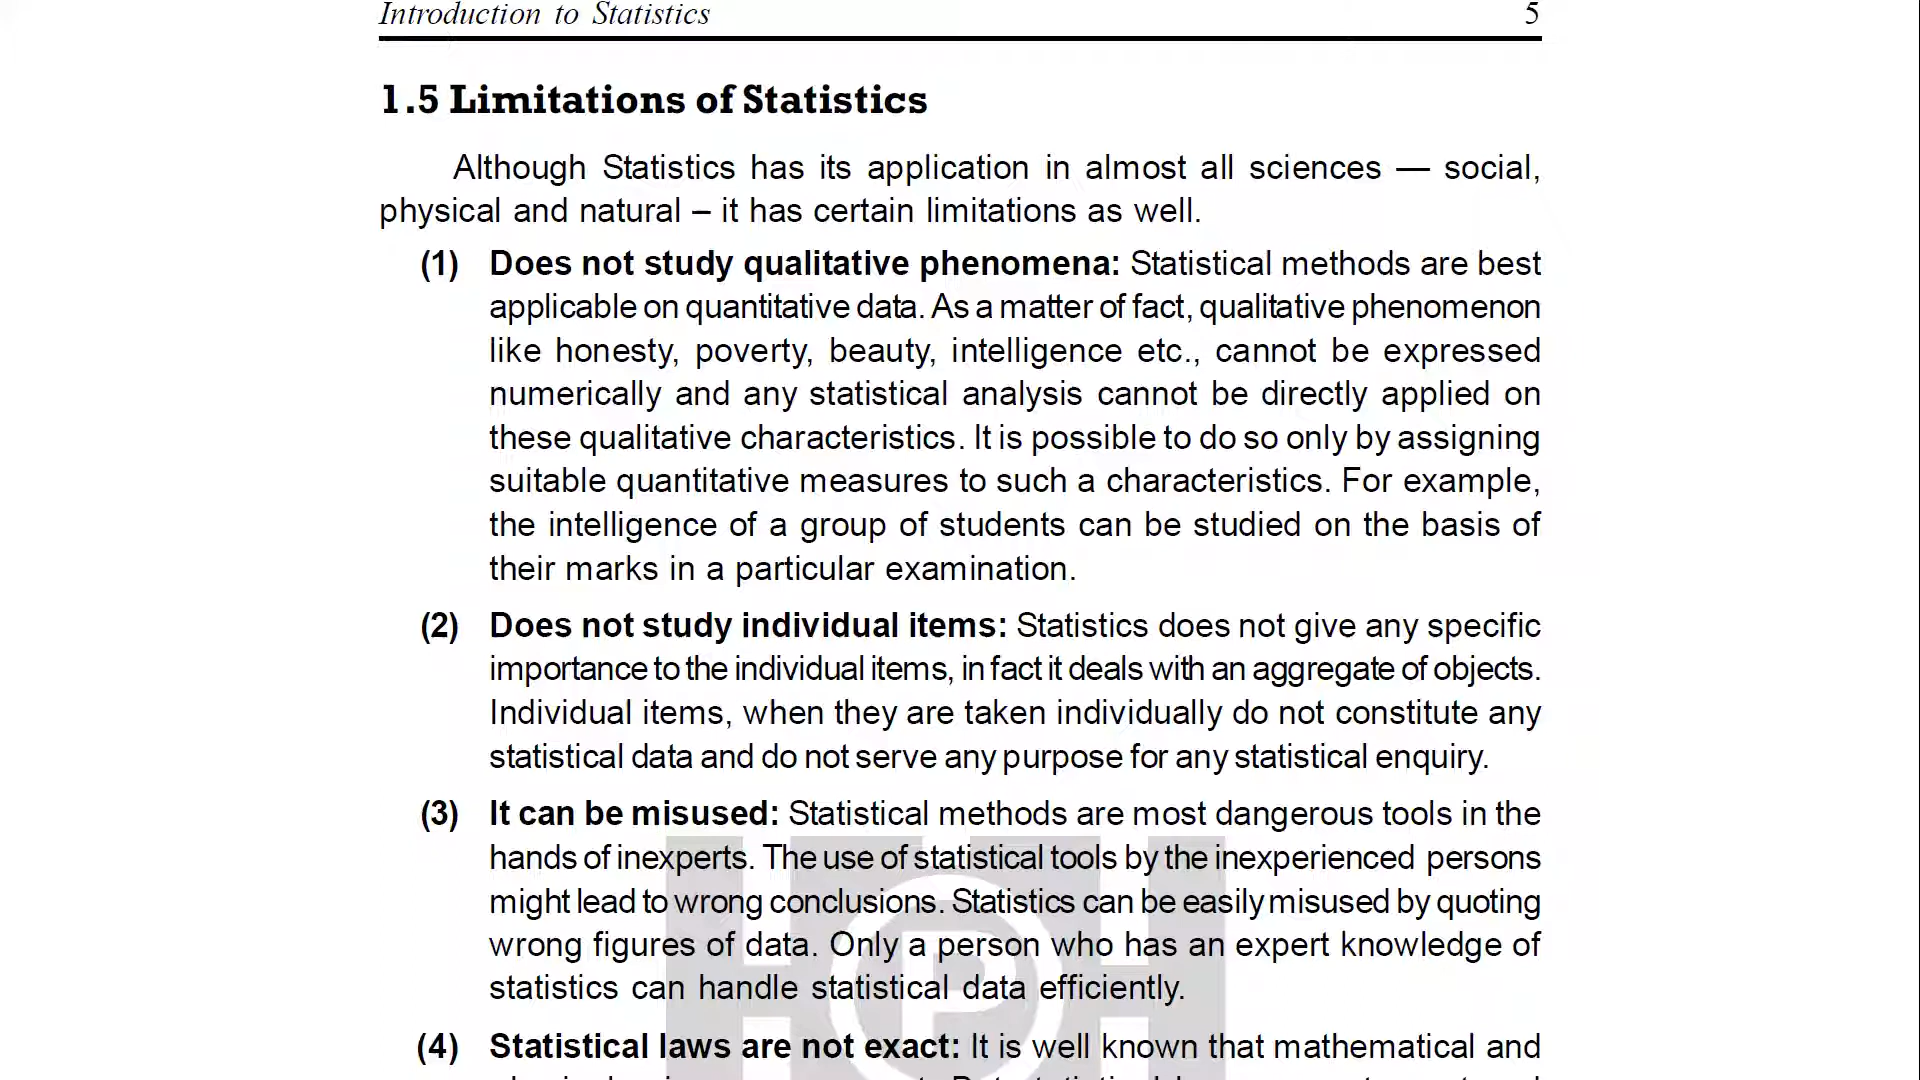 Introduction to Statistics 5
1.5 Limitations of Statistics
Although Statistics has its application in almost all sciences — social,
physical and natural – it has certain limitations as well.
(1) Does not study qualitative phenomena: Statistical methods are best
applicable on quantitative data. As a matter of fact, qualitative phenomenon
like honesty, poverty, beauty, intelligence etc., cannot be expressed
numerically and any statistical analysis cannot be directly applied on
these qualitative characteristics. It is possible to do so only by assigning
suitable quantitative measures to such a characteristics. For example,
the intelligence of a group of students can be studied on the basis of
their marks in a particular examination.
(2) Does not study individual items: Statistics does not give any specific
importance to the individual items, in fact it deals with an aggregate of objects.
Individual items, when they are taken individually do not constitute any
statistical data and do not serve any purpose for any statistical enquiry.
(3) It can be misused: Statistical methods are most dangerous tools in the
hands of inexperts. The use of statistical tools by the inexperienced persons
might lead to wrong conclusions. Statistics can be easily misused by quoting
wrong figures of data. Only a person who has an expert knowledge of
statistics can handle statistical data efficiently.
(4) Statistical laws are not exact: It is well known that mathematical and